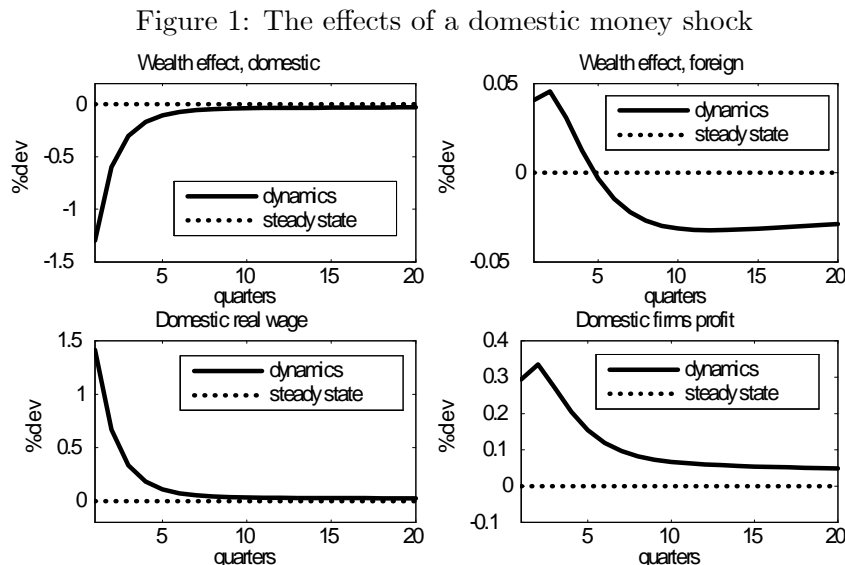 Figure 1: The effects of a domestic money shock
Wealth effect, domestic
0
-0.5
-1
-1.5
%dev
dynamics
steady state
5
10
15
20
quarters
Wealth effect, foreign
0.05
0
-0.05
%dev
dynamics
steady state
5
10
15
20
quarters
Domestic real wage
1.5
1
0.5
0
%dev
dynamics
steady state
5
10
15
20
quarters
Domestic firms profit
0.4
0.3
0.2
0.1
0
-0.1
%dev
dynamics
steady state
5
10
15
20
quarters